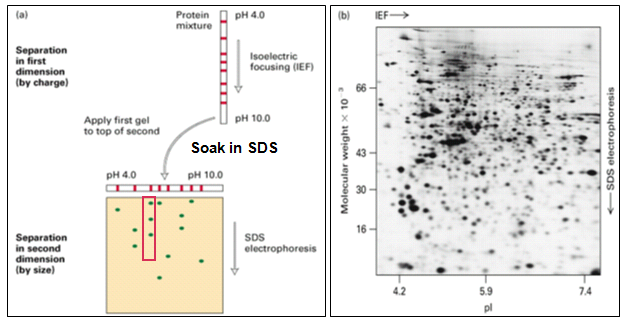 (a)
Protein
mixture
pH 4.0
Separation
in first
dimension
(by charge)
Isoelectric
focusing (IEF)
pH 10.0
Apply first gel
to top of second
Soak in SDS
pH 4.0
pH 10.0
Separation
in second
dimension
(by size)
SDS
electrophoresis
(b)
IEF
Molecular weight × 10⁻³
66
43
30
16
SDS electrophoresis
4.2
5.9
7.4
pI